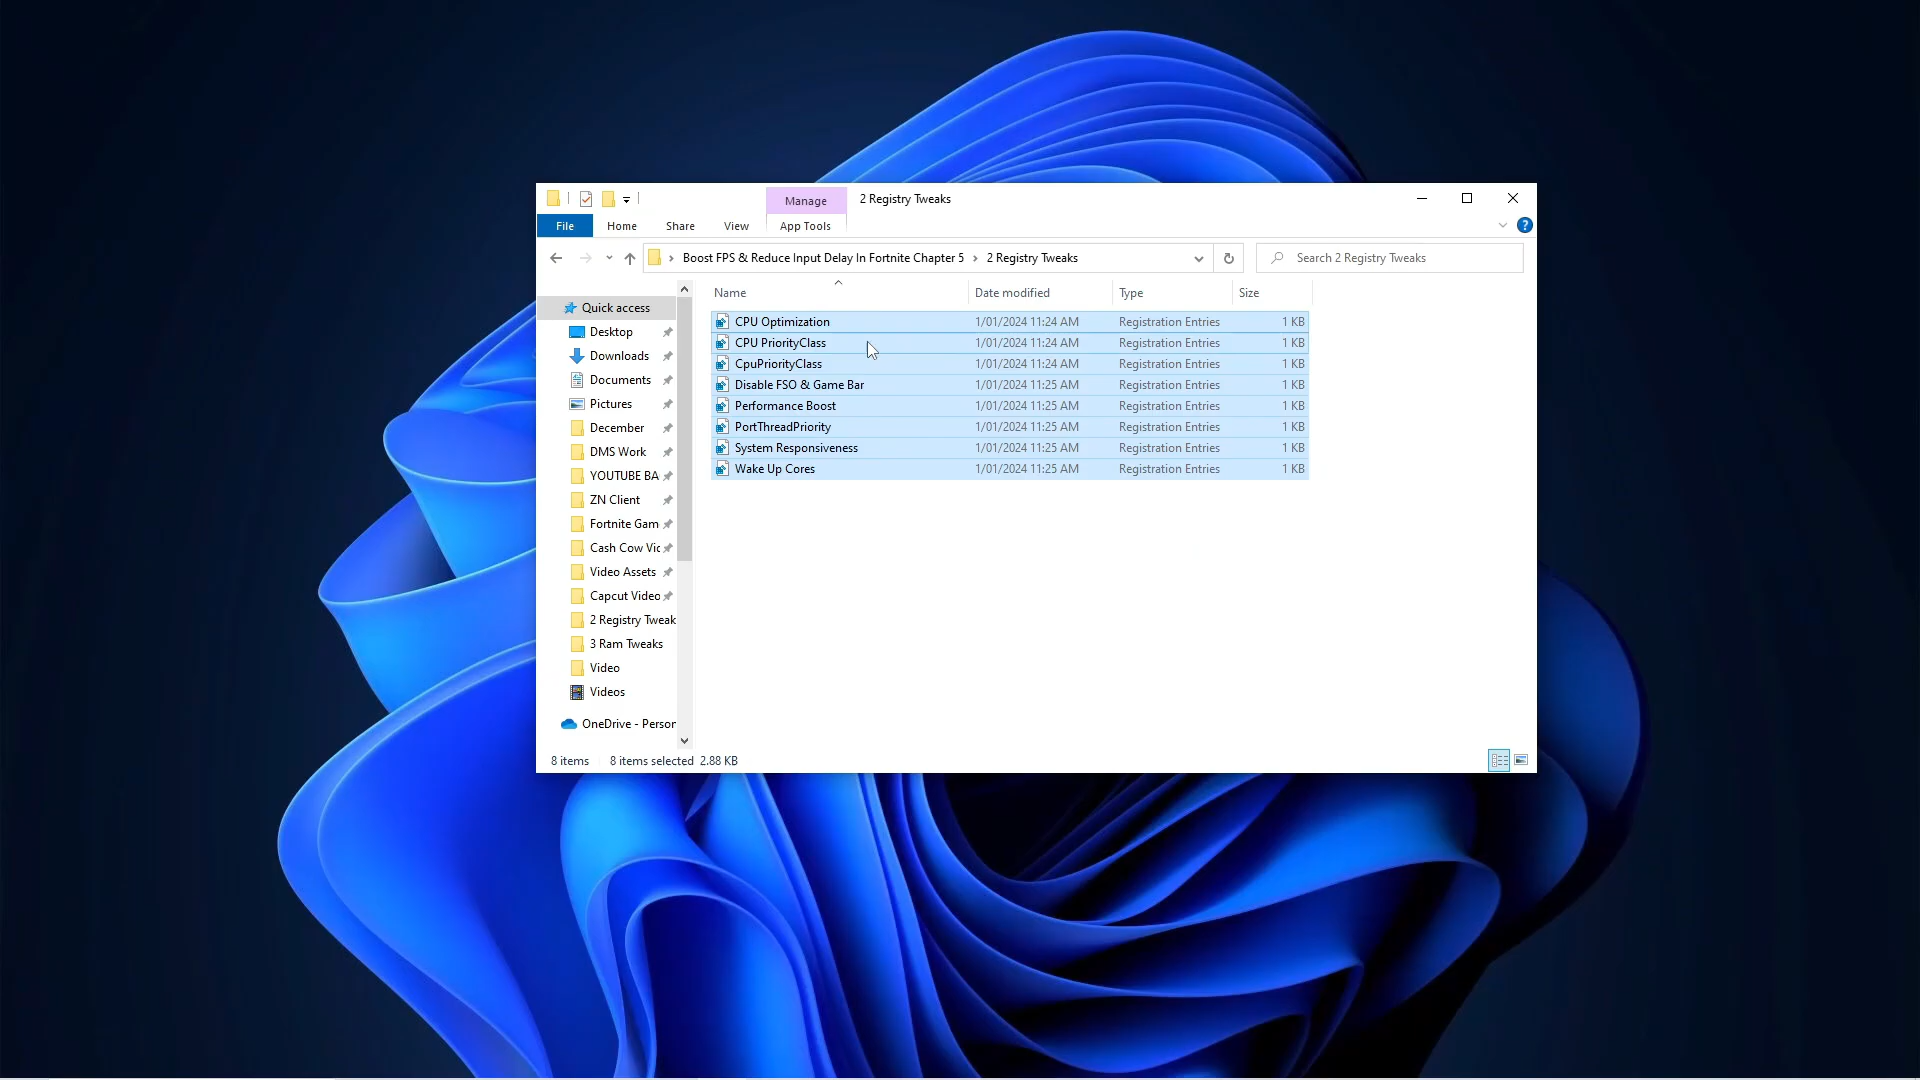 Manage
2 Registry Tweaks
File
Home
Share
View
App Tools
Boost FPS & Reduce Input Delay In Fortnite Chapter 5
2 Registry Tweaks
Search 2 Registry Tweaks
Name
Date modified
Type
Size
Quick access
Desktop
Downloads
Documents
Pictures
December
DMS Work
YOUTUBE BA
ZN Client
Fortnite Gam
Cash Cow Vic
Video Assets
Capcut Video
2 Registry Tweak
3 Ram Tweaks
Video
Videos
OneDrive - Person
CPU Optimization 1/01/2024 11:24 AM Registration Entries 1 KB
CPU PriorityClass 1/01/2024 11:24 AM Registration Entries 1 KB
CpuPriorityClass 1/01/2024 11:24 AM Registration Entries 1 KB
Disable FSO & Game Bar 1/01/2024 11:25 AM Registration Entries 1 KB
Performance Boost 1/01/2024 11:25 AM Registration Entries 1 KB
PortThreadPriority 1/01/2024 11:25 AM Registration Entries 1 KB
System Responsiveness 1/01/2024 11:25 AM Registration Entries 1 KB
Wake Up Cores 1/01/2024 11:25 AM Registration Entries 1 KB
8 items
8 items selected 2.88 KB